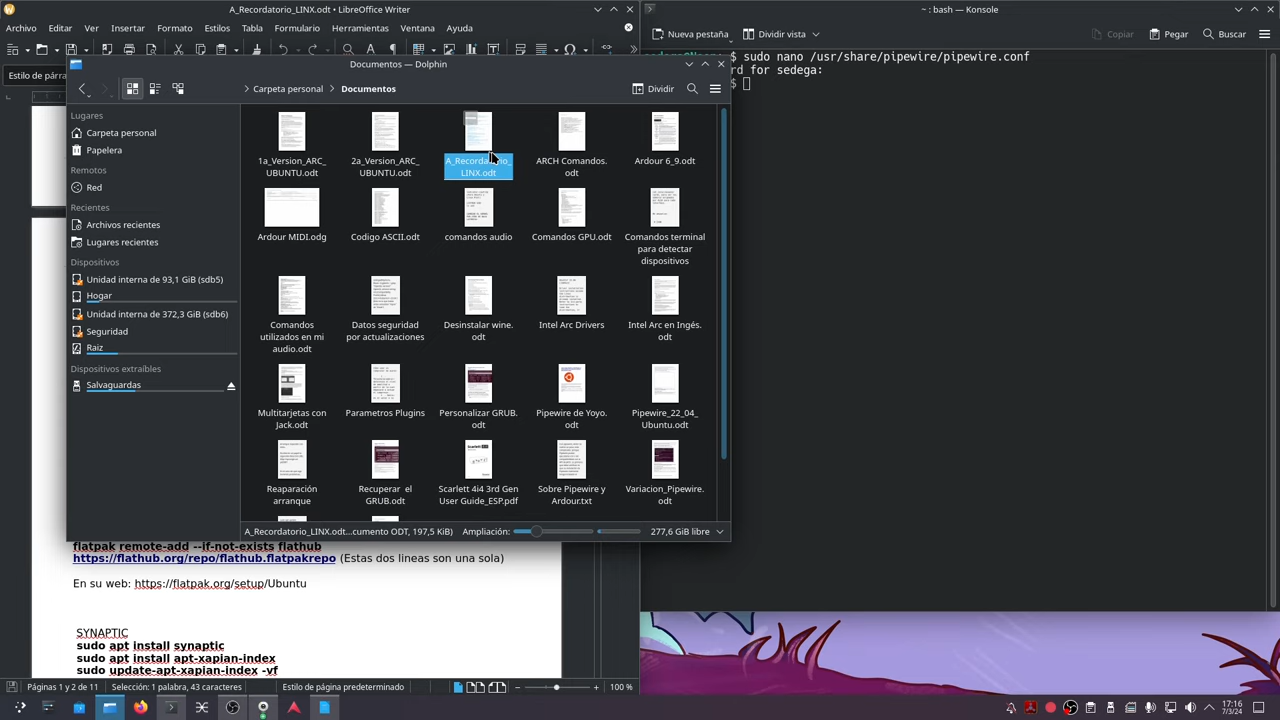 A_Recordatorio_LINX.odt • LibreOffice Writer
~ : bash — Konsole
Archivo Editar Ver Insertar Formato Estilos Tabla Formulario Herramientas Ventana Ayuda
Nueva pestaña Dividir vista Copiar Pegar Buscar
$ sudo nano /usr/share/pipewire/pipewire.conf
rd for sedega:
$
Estilo de párra
Documentos — Dolphin
Carpeta personal Documentos
Dividir
Lugares
Carpeta personal
Papelera
Remotos
Red
Recientes
Archivos recientes
Lugares recientes
Dispositivos
Unidad interna de 93,1 GiB (sdb5)
Hogar
Unidad interna de 372,3 GiB (sdb6)
Seguridad
Raiz
Dispositivos extraíbles
Salvaguardas
1a_Version_ARC_
UBUNTU.odt
2a_Version_ARC_
UBUNTU.odt
LINX.odt
ARCH Comandos.
odt
Ardour 6_9.odt
Ardour MIDI.odg
Codigo ASCII.odt
comandos audio
Comandos GPU.odt
Comandos terminal
para detectar
dispositivos
Comandos
utilizados en mi
audio.odt
Datos seguridad
por actualizaciones
Desinstalar wine.
odt
Intel Arc Drivers
Intel Arc en Ingés.
odt
Multitarjetas con
Jack.odt
Parametros Plugins
Personalizar GRUB.
odt
Pipewire de Yoyo.
odt
Pipewire_22_04_
Ubuntu.odt
Reaparación
arranque
Recuperar el
GRUB.odt
Scarlett 4i4 3rd Gen
User Guide_ESP.pdf
Sobre Pipewire y
Ardour.txt
Variacion_Pipewire.
odt
A_Recordatorio_LINX.odt...cumento ODT, 197,5 KiB)
Ampliación:
277,6 GiB libre
flatpak remote-add --if-not-exists flathub
https://flathub.org/repo/flathub.flatpakrepo (Estas dos lineas son una sola)
En su web: https://flatpak.org/setup/Ubuntu
SYNAPTIC
sudo apt install synaptic
sudo apt install apt-xapian-index
sudo update-apt-xapian-index -vf
Páginas 1 y 2 de 11 Selección: 1 palabra, 43 caracteres Estilo de página predeterminado 100 %
17:16
7/3/24